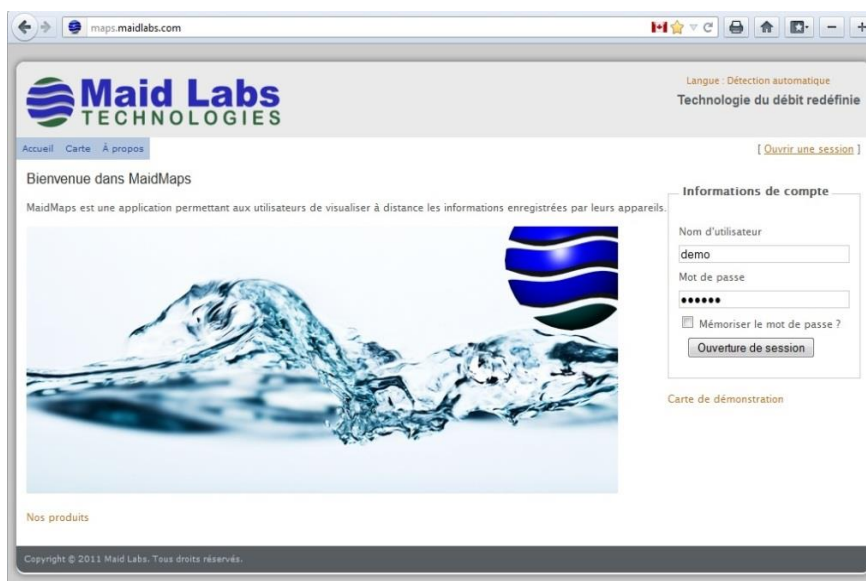 maps.maidlabs.com
Maid Labs
TECHNOLOGIES
Langue : Détection automatique
Technologie du débit redéfinie
Accueil Carte À propos
[ Ouvrir une session ]
Bienvenue dans MaidMaps
MaidMaps est une application permettant aux utilisateurs de visualiser à distance les informations enregistrées par leurs appareils.
Informations de compte
Nom d'utilisateur
demo
Mot de passe
••••••
Mémoriser le mot de passe ?
Ouverture de session
Carte de démonstration
Nos produits
Copyright © 2011 Maid Labs. Tous droits réservés.